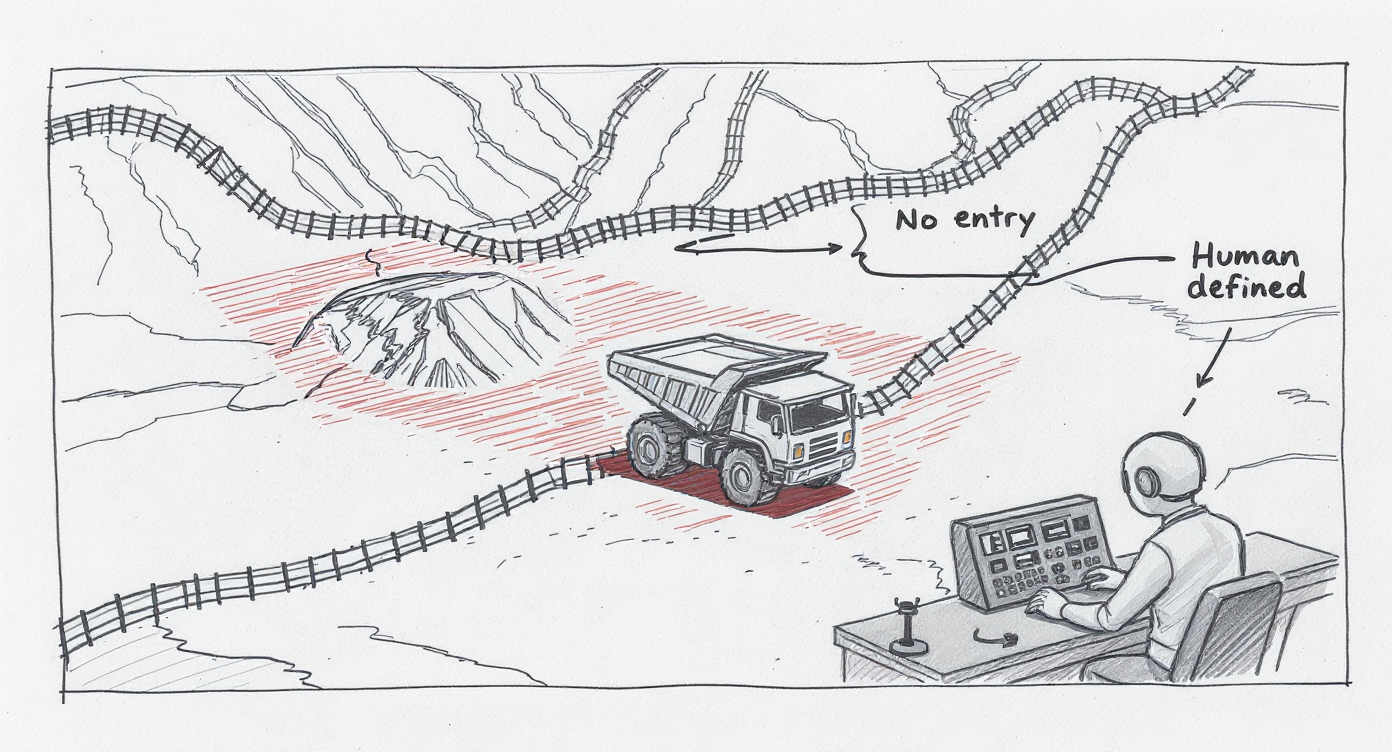 No entry
Human
defined